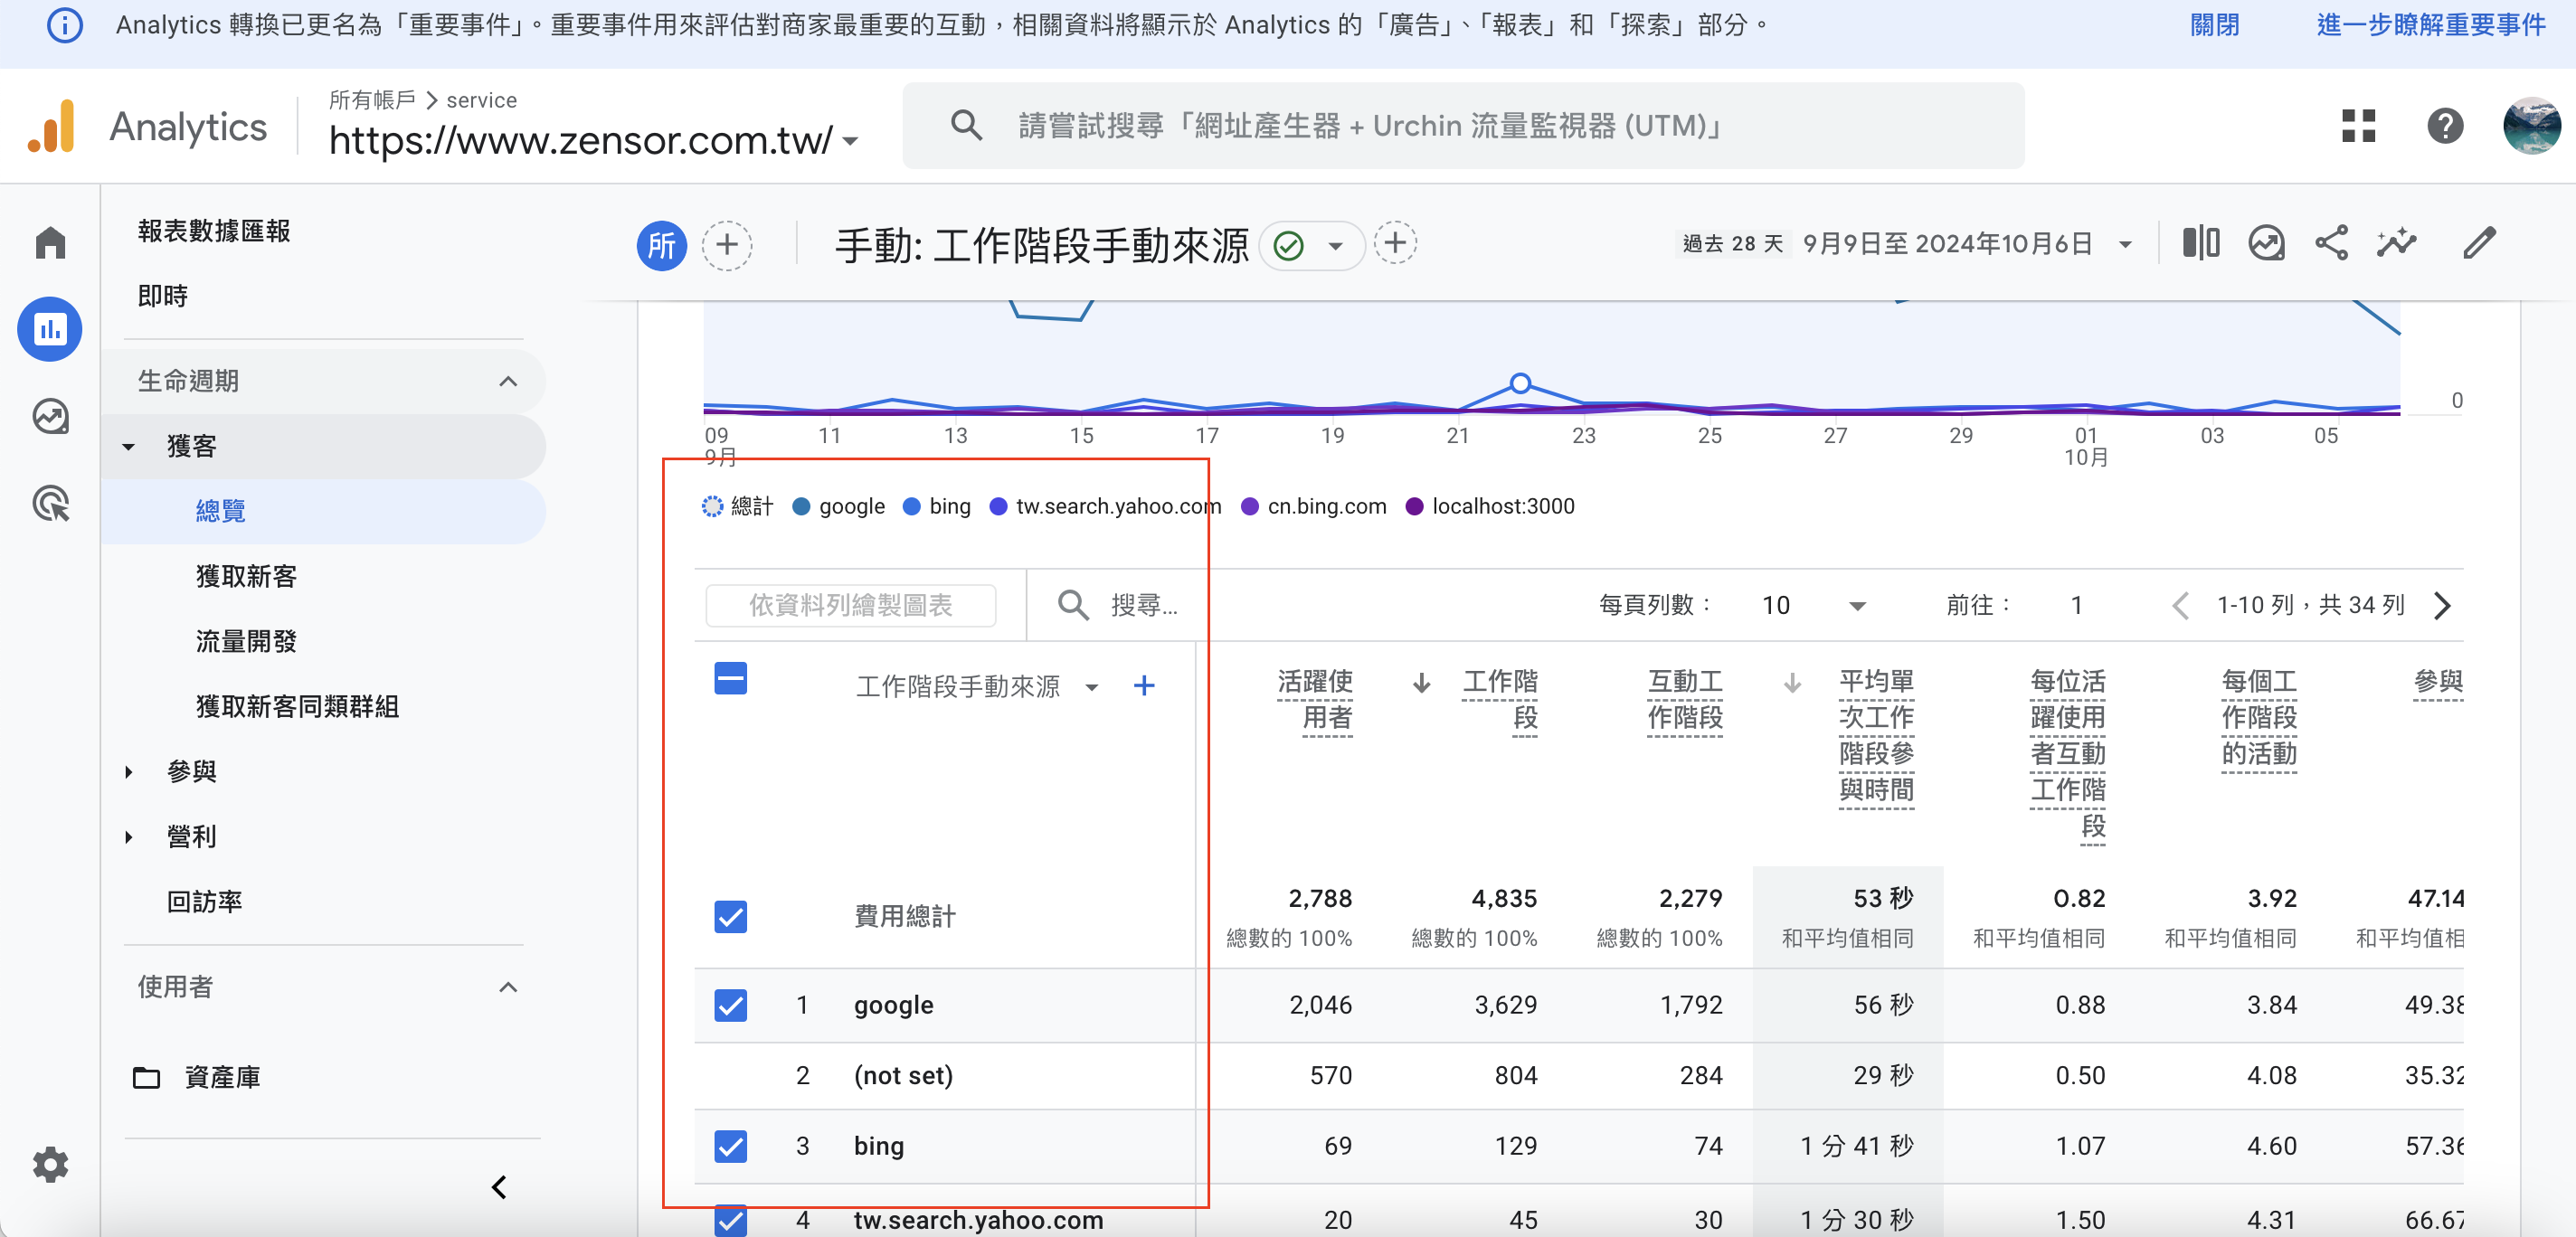 Analytics 轉換已更名為「重要事件」。重要事件用來評估對商家最重要的互動，相關資料將顯示於 Analytics 的「廣告」、「報表」和「探索」部分。 關閉 進一步瞭解重要事件
Analytics
所有帳戶 > service
https://www.zensor.com.tw/
請嘗試搜尋「網址產生器 + Urchin 流量監視器 (UTM)」
報表數據匯報
即時
生命週期
獲客
總覽
獲取新客
流量開發
獲取新客同類群組
參與
營利
回訪率
使用者
資產庫
所
手動: 工作階段手動來源
過去 28 天 9月9日至 2024年10月6日
0
09 11 13 15 17 19 21 23 25 27 29 01 03 05
9月 10月
總計 google bing tw.search.yahoo.com cn.bing.com localhost:3000
依資料列繪製圖表 搜尋... 每頁列數： 10 前往： 1 1-10 列，共 34 列
工作階段手動來源
活躍使用者
工作階段
互動工作階段
平均單次工作階段參與時間
每位活躍使用者互動工作階段
每個工作階段的活動
參與
費用總計 2,788 4,835 2,279 53 秒 0.82 3.92 47.14
總數的 100% 總數的 100% 總數的 100% 和平均值相同 和平均值相同 和平均值相同 和平均值相
1 google 2,046 3,629 1,792 56 秒 0.88 3.84 49.38
2 (not set) 570 804 284 29 秒 0.50 4.08 35.32
3 bing 69 129 74 1 分 41 秒 1.07 4.60 57.36
4 tw.search.yahoo.com 20 45 30 1 分 30 秒 1.50 4.31 66.67